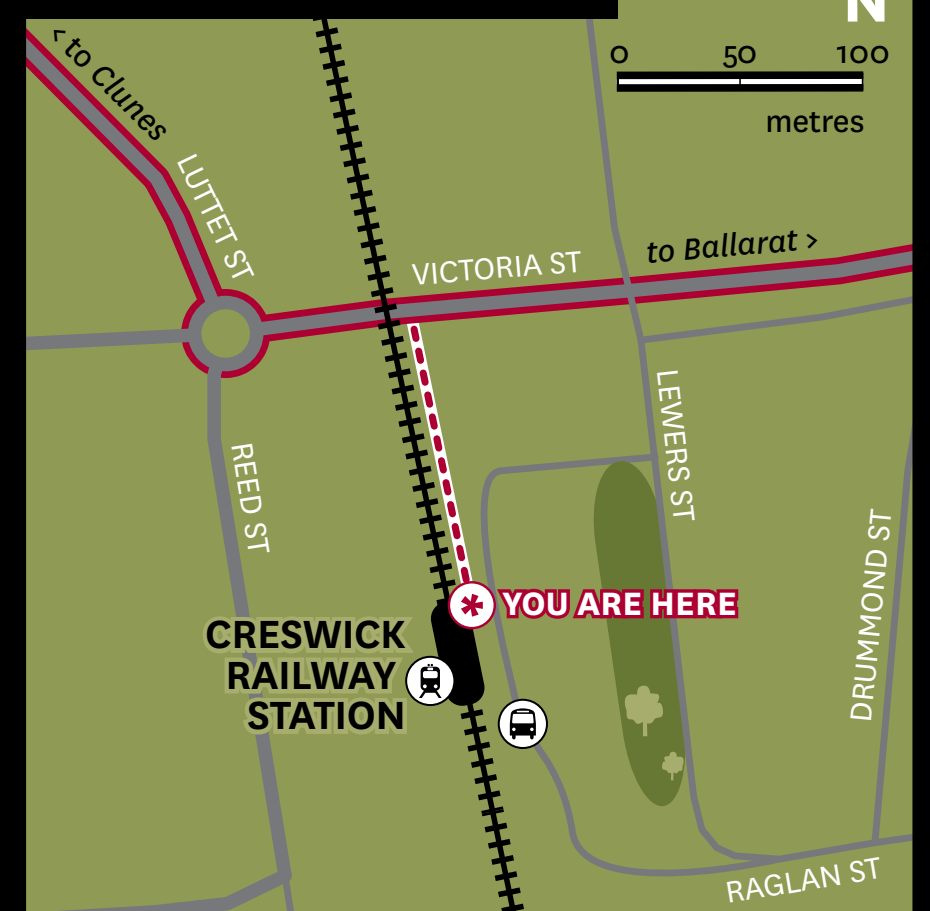 N
0 50 100
metres
< to Clunes
LUTTET ST
VICTORIA ST
to Ballarat >
LEWERS ST
REED ST
DRUMMOND ST
* YOU ARE HERE
CRESWICK
RAILWAY
STATION
RAGLAN ST